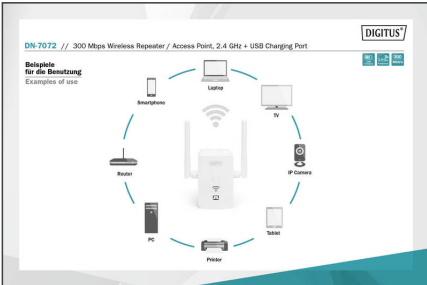 DIGITUS®
DN-7072 // 300 Mbps Wireless Repeater / Access Point, 2.4 GHz + USB Charging Port
Beispiele
für die Benutzung
Examples of use
300
Laptop
Smartphone
TV
Router
IP Camera
PC
Tablet
Printer